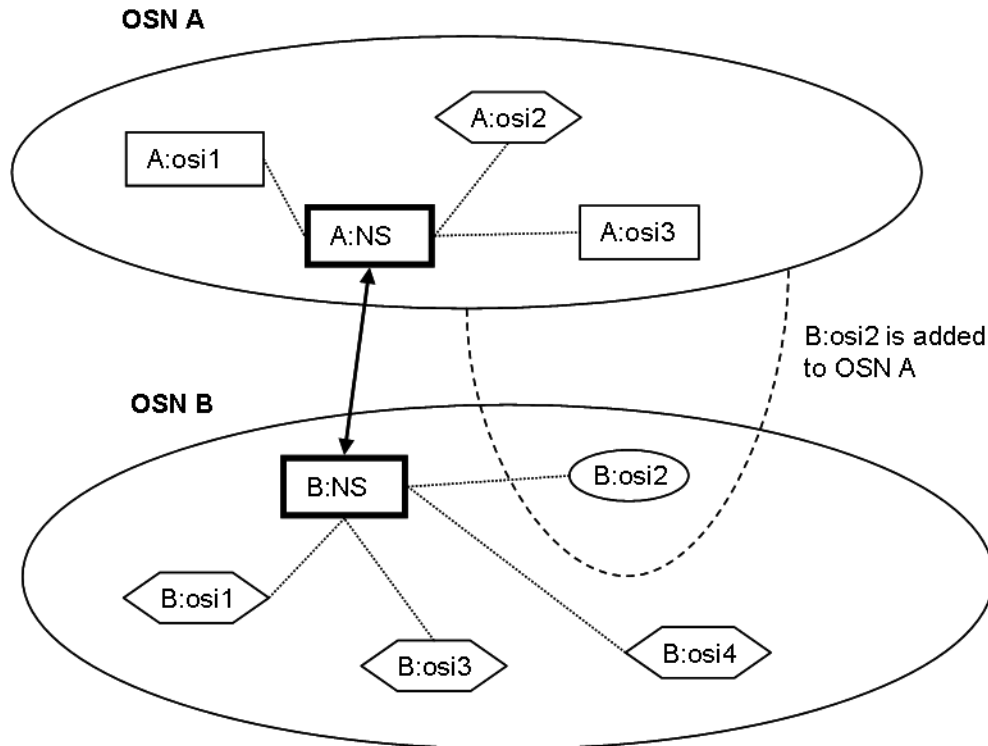 OSN A
A:osi2
A:osi1
A:NS
A:osi3
B:osi2 is added
to OSN A
OSN B
B:osi2
B:NS
B:osi1
B:osi3
B:osi4